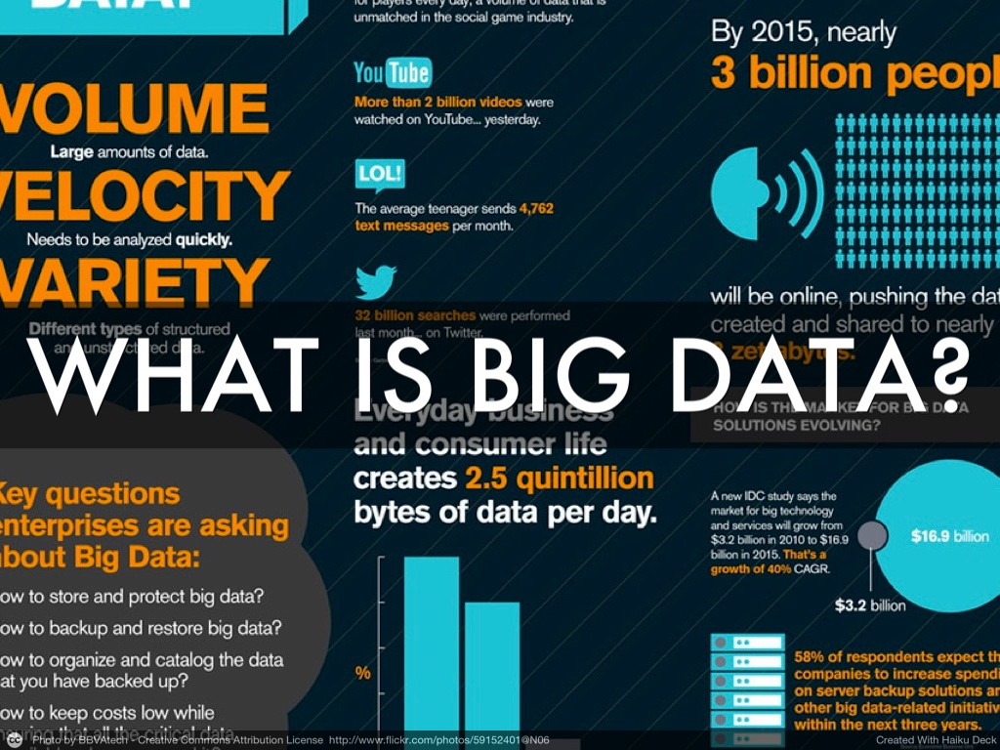 DATA?
VOLUME
Large amounts of data.
VELOCITY
Needs to be analyzed quickly.
VARIETY
Different types of structured
and unstructured data.
for players every day, a volume of data that is
unmatched in the social game industry.
YouTube
More than 2 billion videos were
watched on YouTube... yesterday.
LOL!
The average teenager sends 4,762
text messages per month.
32 billion searches were performed
last month... on Twitter.
By 2015, nearly
3 billion peopl
will be online, pushing the dat
created and shared to nearly
zettabytes.
WHAT IS BIG DATA?
Key questions
enterprises are asking
about Big Data:
ow to store and protect big data?
ow to backup and restore big data?
ow to organize and catalog the data
at you have backed up?
ow to keep costs low while
ensuring that all the critical data
Everyday business
and consumer life
creates 2.5 quintillion
bytes of data per day.
%
HOW IS THE MARKET FOR BIG DATA
SOLUTIONS EVOLVING?
A new IDC study says the
market for big technology
and services will grow from
$3.2 billion in 2010 to $16.9
billion in 2015. That's a
growth of 40% CAGR.
$16.9 billion
$3.2 billion
58% of respondents expect th
companies to increase spendi
on server backup solutions an
other big data-related initiativ
within the next three years.
cc Photo by BBVAtech - Creative Commons Attribution License http://www.flickr.com/photos/59152401@N06
Created With Haiku Deck